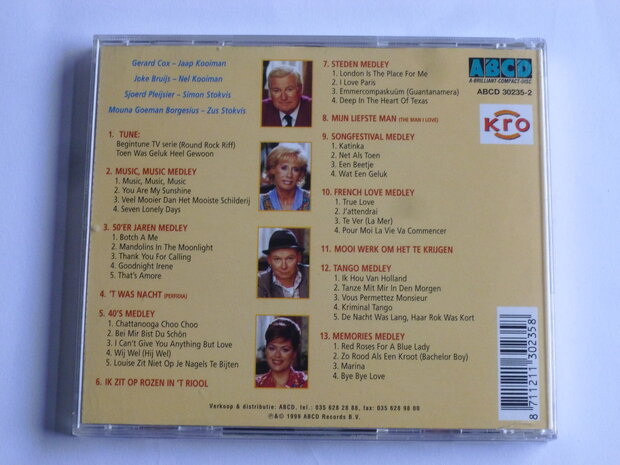 Gerard Cox – Jaap Kooiman
Joke Bruijs – Nel Kooiman
Sjoerd Pleijsier – Simon Stokvis
Mouna Goeman Borgesius – Zus Stokvis
1. TUNE:
Begintune TV serie (Round Rock Riff)
Toen Was Geluk Heel Gewoon
2. MUSIC, MUSIC MEDLEY
1. Music, Music, Music
2. You Are My Sunshine
3. Veel Mooier Dan Het Mooiste Schilderij
4. Seven Lonely Days
3. 50'ER JAREN MEDLEY
1. Botch A Me
2. Mandolins In The Moonlight
3. Thank You For Calling
4. Goodnight Irene
5. That's Amore
4. 'T WAS NACHT (PERFIDIA)
5. 40'S MEDLEY
1. Chattanooga Choo Choo
2. Bei Mir Bist Du Schön
3. I Can't Give You Anything But Love
4. Wij Wel (Hij Wel)
5. Louise Zit Niet Op Je Nagels Te Bijten
6. IK ZIT OP ROZEN IN 'T RIOOL
7. STEDEN MEDLEY
1. London Is The Place For Me
2. I Love Paris
3. Emmercompaskuüm (Guantanamera)
4. Deep In The Heart Of Texas
8. MIJN LIEFSTE MAN (THE MAN I LOVE)
9. SONGFESTIVAL MEDLEY
1. Katinka
2. Net Als Toen
3. Een Beetje
4. Wat Een Geluk
10. FRENCH LOVE MEDLEY
1. True Love
2. J'attendrai
3. Te Ver (La Mer)
4. Pour Moi La Vie Va Commencer
11. MOOI WERK OM HET TE KRIJGEN
12. TANGO MEDLEY
1. Ik Hou Van Holland
2. Tanze Mit Mir In Den Morgen
3. Vous Permettez Monsieur
4. Kriminal Tango
5. De Nacht Was Lang, Haar Rok Was Kort
13. MEMORIES MEDLEY
1. Red Roses For A Blue Lady
2. Zo Rood Als Een Kroot (Bachelor Boy)
3. Marina
4. Bye Bye Love
ABCD
A-BRILLIANT-COMPACT-DISC
ABCD 30235-2
KRO
8 711211 302358
Verkoop & distributie: ABCD, tel.: 035 628 28 88, fax: 035 628 98 00
℗&© 1999 ABCD Records B.V.